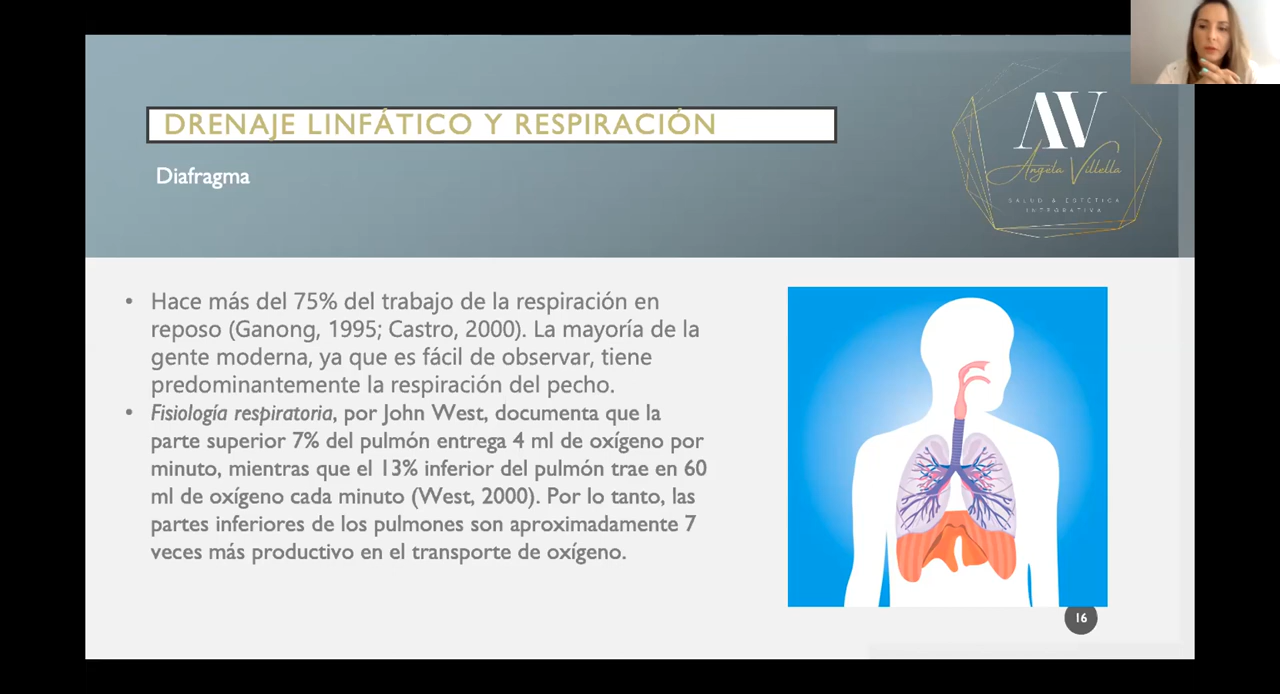 DRENAJE LINFÁTICO Y RESPIRACIÓN
Diafragma
AV
Angela Villella
SALUD & ESTÉTICA
INTEGRATIVA
• Hace más del 75% del trabajo de la respiración en
reposo (Ganong, 1995; Castro, 2000). La mayoría de la
gente moderna, ya que es fácil de observar, tiene
predominantemente la respiración del pecho.
• Fisiología respiratoria, por John West, documenta que la
parte superior 7% del pulmón entrega 4 ml de oxígeno por
minuto, mientras que el 13% inferior del pulmón trae en 60
ml de oxígeno cada minuto (West, 2000). Por lo tanto, las
partes inferiores de los pulmones son aproximadamente 7
veces más productivo en el transporte de oxígeno.
16